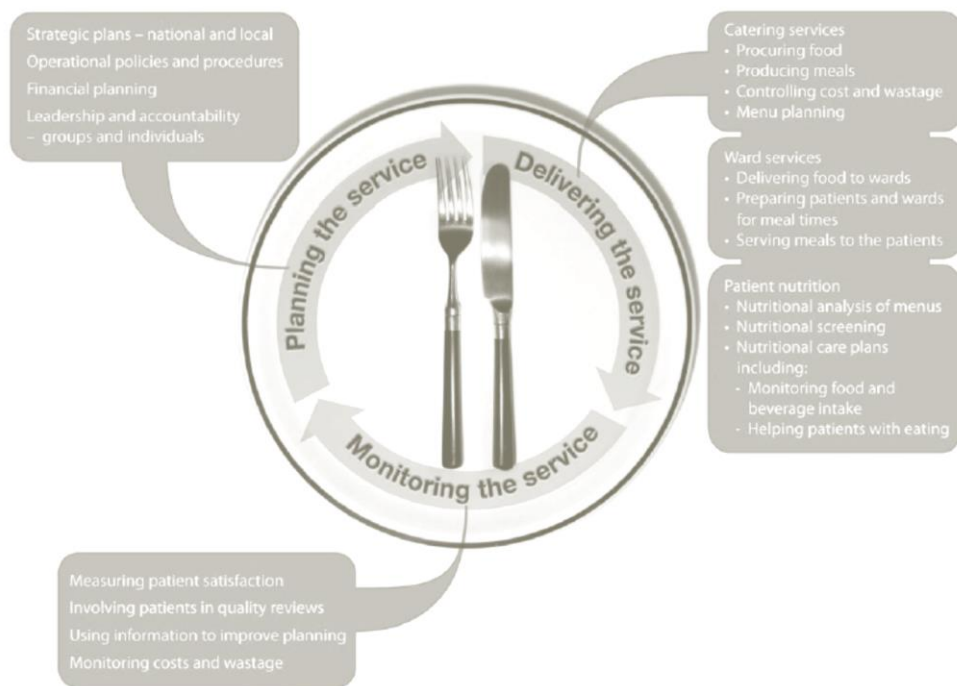 Strategic plans – national and local
Operational policies and procedures
Financial planning
Leadership and accountability
– groups and individuals
Planning the service
Delivering the service
Monitoring the service
Catering services
• Procuring food
• Producing meals
• Controlling cost and wastage
• Menu planning
Ward services
• Delivering food to wards
• Preparing patients and wards
for meal times
• Serving meals to the patients
Patient nutrition
• Nutritional analysis of menus
• Nutritional screening
• Nutritional care plans
including:
- Monitoring food and
beverage intake
- Helping patients with eating
Measuring patient satisfaction
Involving patients in quality reviews
Using information to improve planning
Monitoring costs and wastage